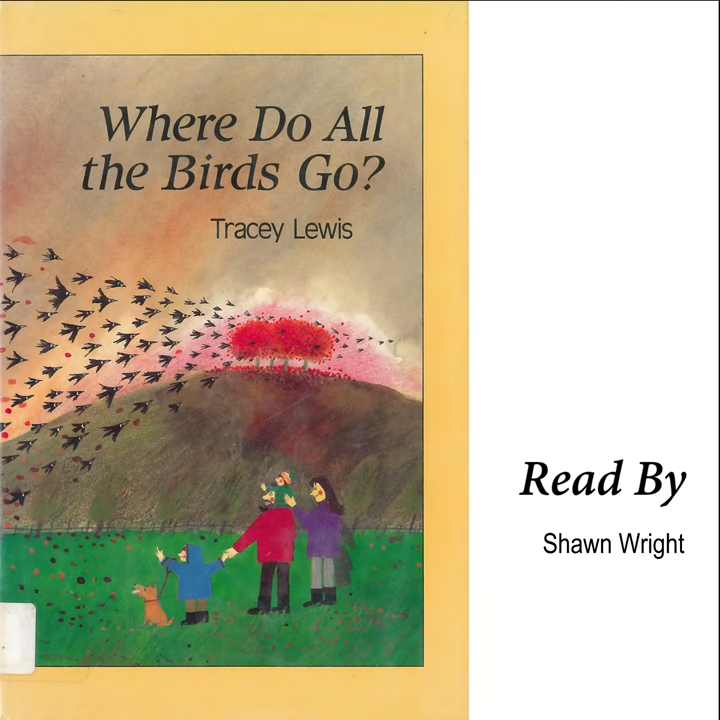 Where Do All
the Birds Go?
Tracey Lewis
Read By
Shawn Wright